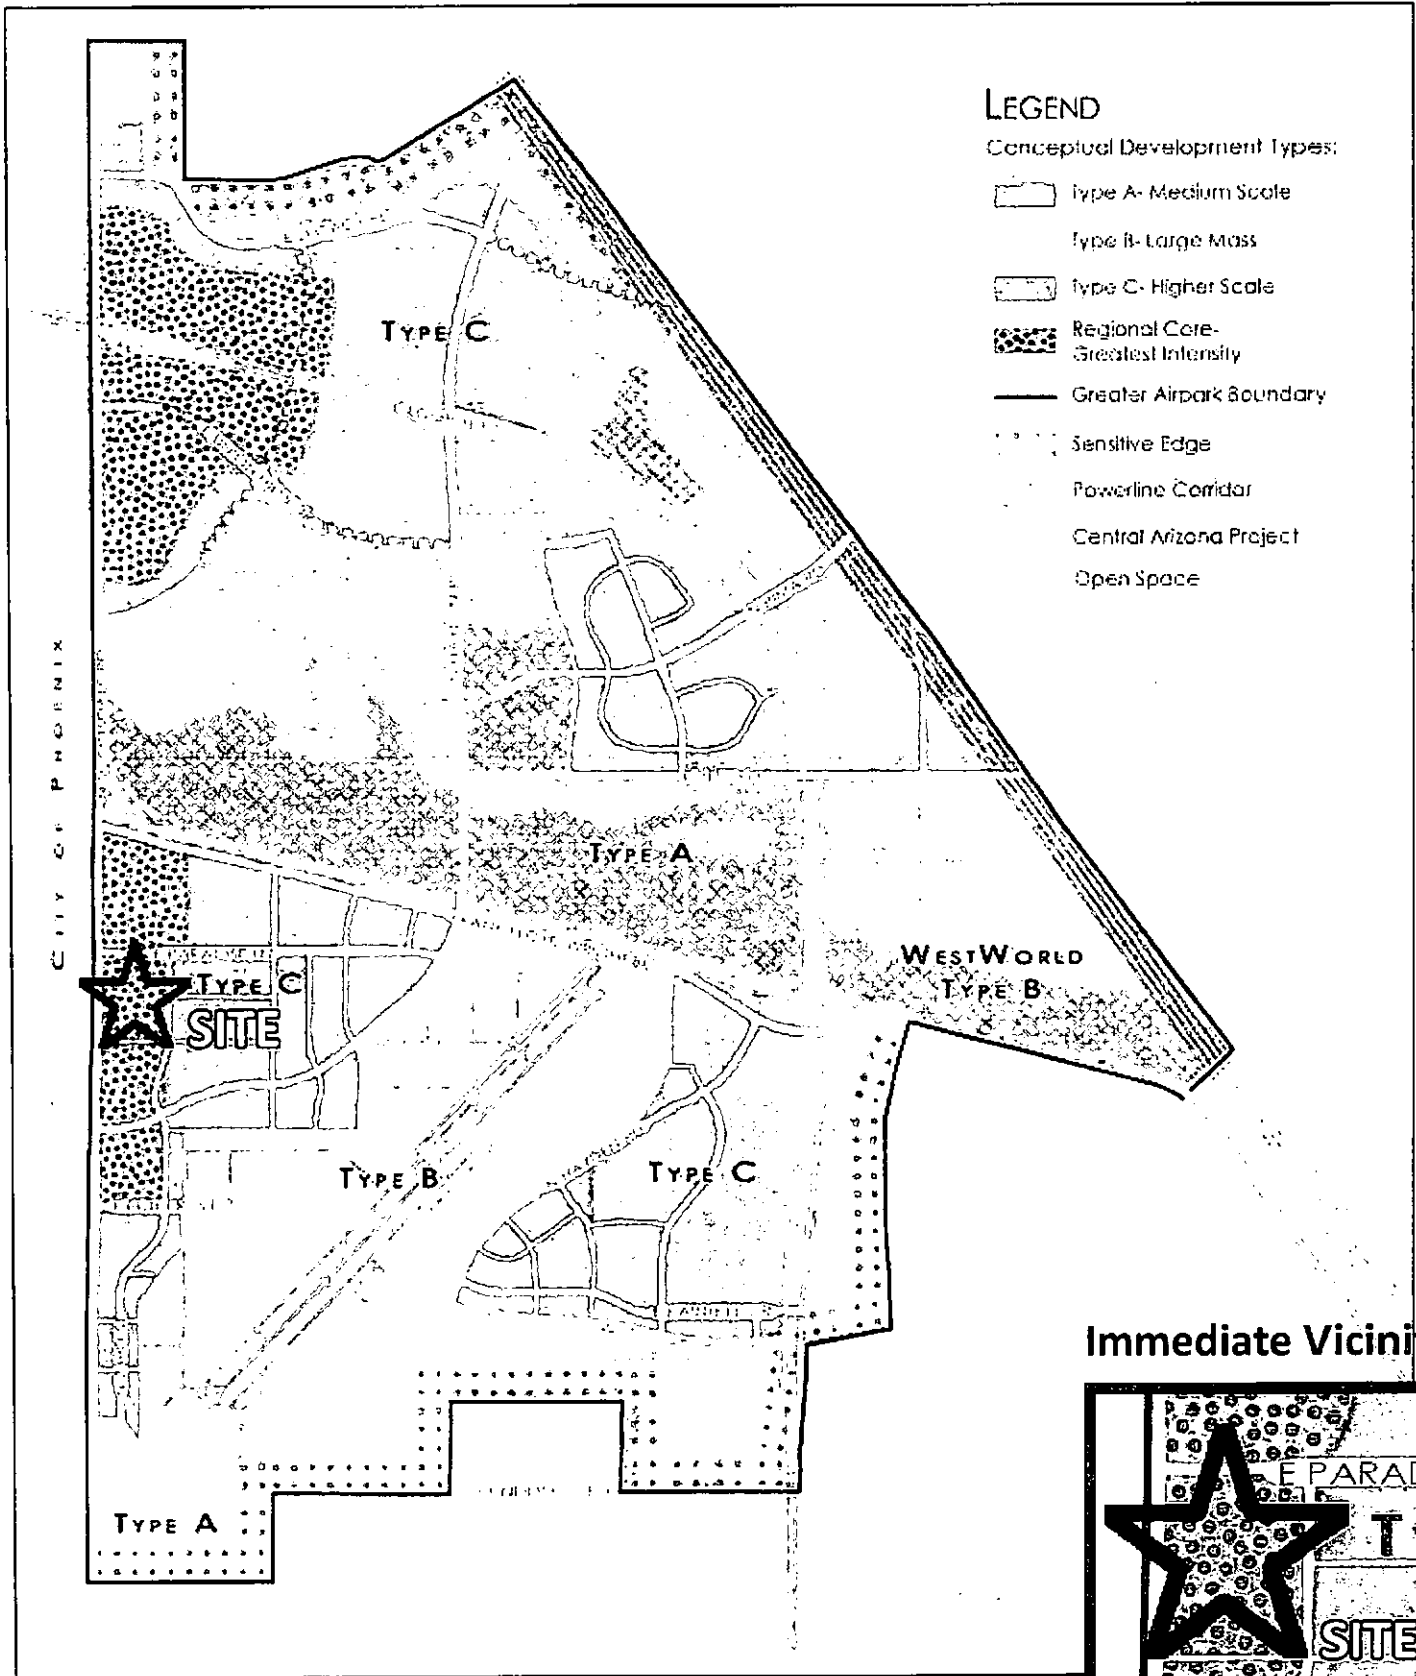 LEGEND
Conceptual Development Types:
Type A- Medium Scale
Type B- Large Mass
Type C- Higher Scale
Regional Core-
Greatest Intensity
Greater Airpark Boundary
Sensitive Edge
Powerline Corridor
Central Arizona Project
Open Space
TYPE C
CITY OF PHOENIX
TYPE A
WESTWORLD
TYPE B
TYPE C
SITE
TYPE B
TYPE C
TYPE A
Immediate Vicini
E PARAD
T
SITE